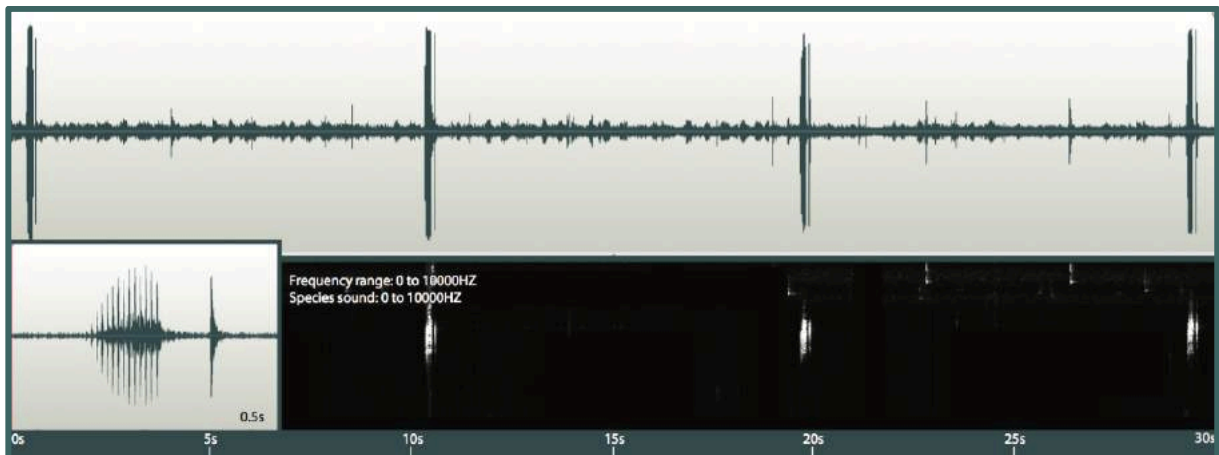 Frequency range: 0 to 10000HZ
Species sound: 0 to 10000HZ
0.5s
0s 5s 10s 15s 20s 25s 30s